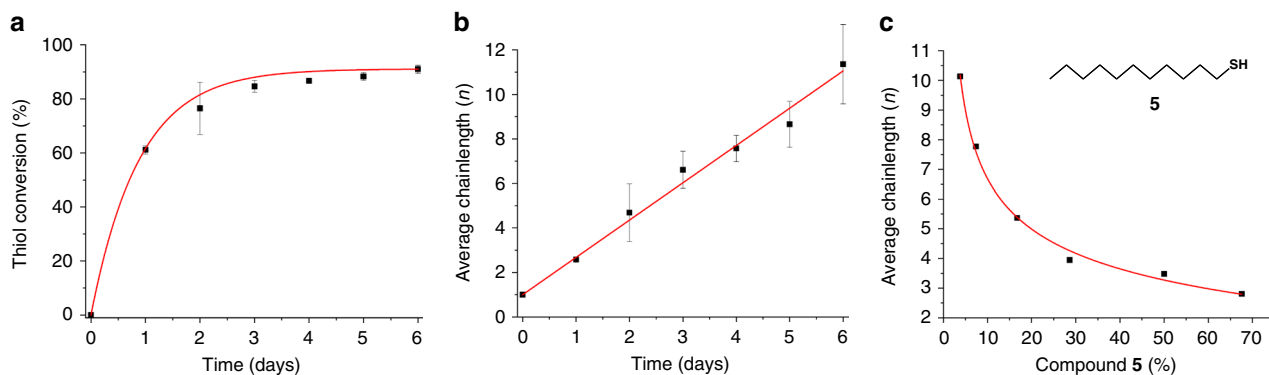 a
100
80
60
40
20
0
Thiol conversion (%)
0 1 2 3 4 5 6
Time (days)
b
12
10
8
6
4
2
0
Average chainlength (n)
0 1 2 3 4 5 6
Time (days)
c
11
10
9
8
7
6
5
4
3
2
Average chainlength (n)
SH
5
0 10 20 30 40 50 60 70
Compound 5 (%)